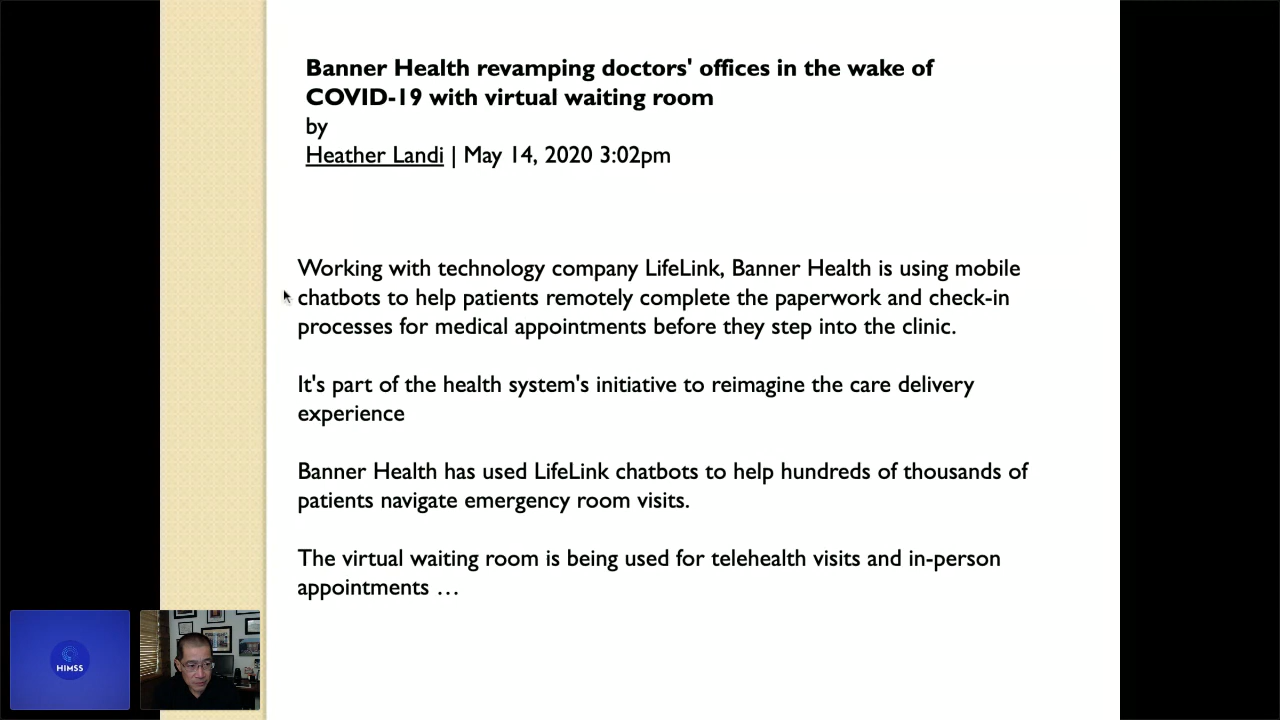 Banner Health revamping doctors' offices in the wake of
COVID-19 with virtual waiting room
by
Heather Landi | May 14, 2020 3:02pm
Working with technology company LifeLink, Banner Health is using mobile
chatbots to help patients remotely complete the paperwork and check-in
processes for medical appointments before they step into the clinic.
It's part of the health system's initiative to reimagine the care delivery
experience
Banner Health has used LifeLink chatbots to help hundreds of thousands of
patients navigate emergency room visits.
The virtual waiting room is being used for telehealth visits and in-person
appointments …
HIMSS